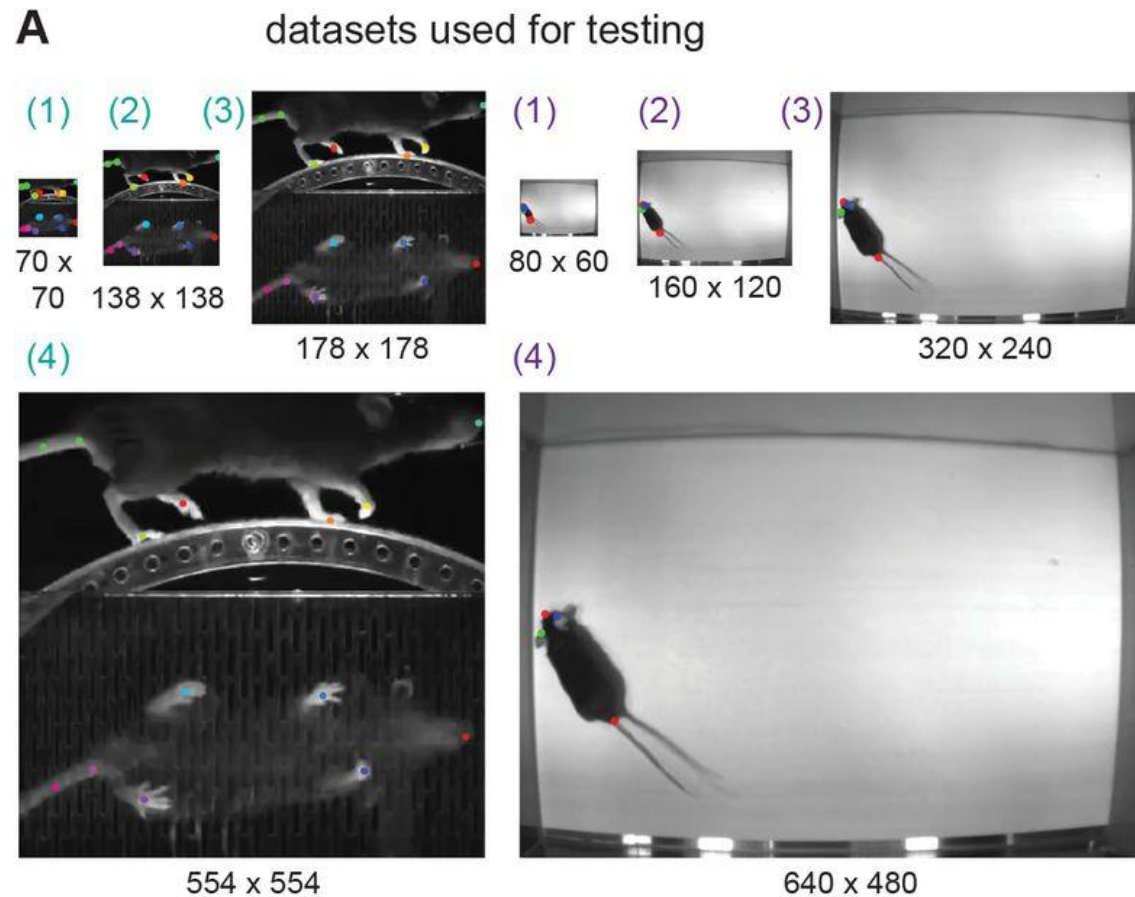 A datasets used for testing
(1) (2) (3) (1) (2) (3)
70 x
70
138 x 138
178 x 178
80 x 60
160 x 120
320 x 240
(4) (4)
554 x 554
640 x 480